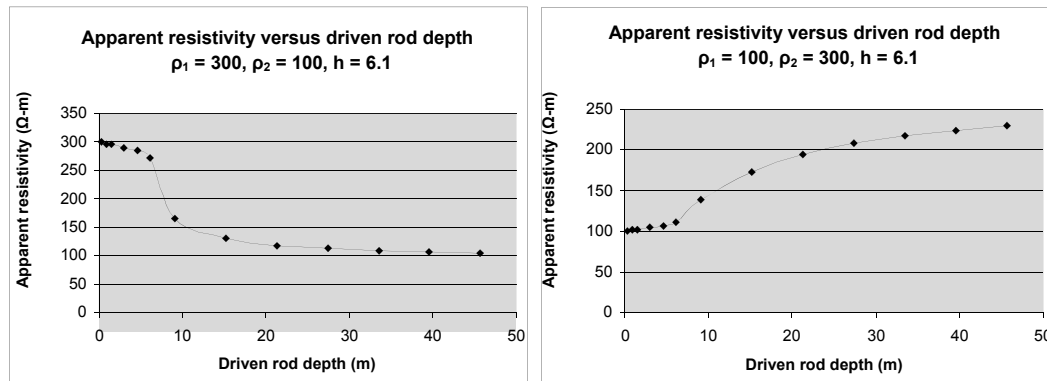 Apparent resistivity versus driven rod depth
ρ₁ = 300, ρ₂ = 100, h = 6.1
Apparent resistivity (Ω-m)
350
300
250
200
150
100
50
0
0 10 20 30 40 50
Driven rod depth (m)
Apparent resistivity versus driven rod depth
ρ₁ = 100, ρ₂ = 300, h = 6.1
Apparent resistivity (Ω-m)
250
200
150
100
50
0
0 10 20 30 40 50
Driven rod depth (m)